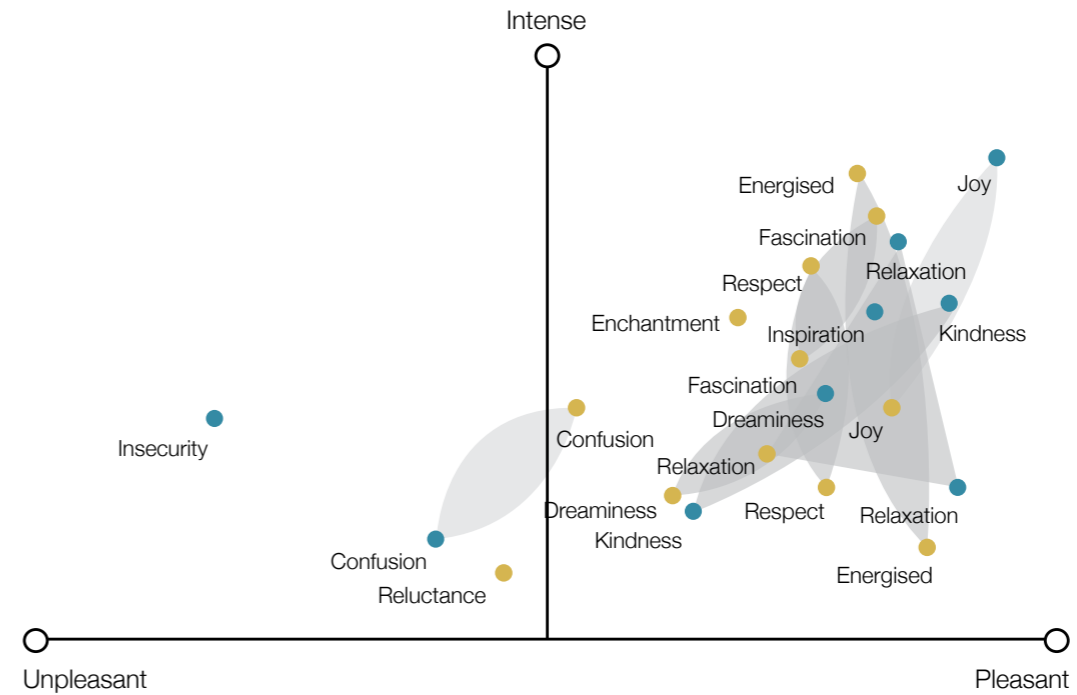 Intense
Energised
Joy
Fascination
Relaxation
Respect
Enchantment
Inspiration
Kindness
Fascination
Dreaminess
Joy
Insecurity
Confusion
Relaxation
Dreaminess
Respect
Relaxation
Kindness
Confusion
Energised
Reluctance
Unpleasant
Pleasant